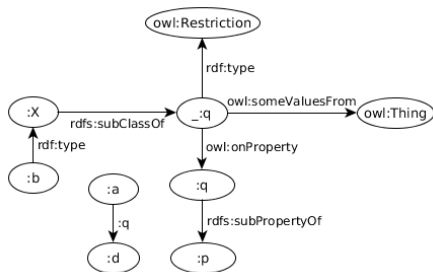 owl:Restriction
rdf:type
:X
rdfs:subClassOf
_:q
owl:someValuesFrom
owl:Thing
rdf:type
owl:onProperty
:b
:a
:q
:q
rdfs:subPropertyOf
:d
:p